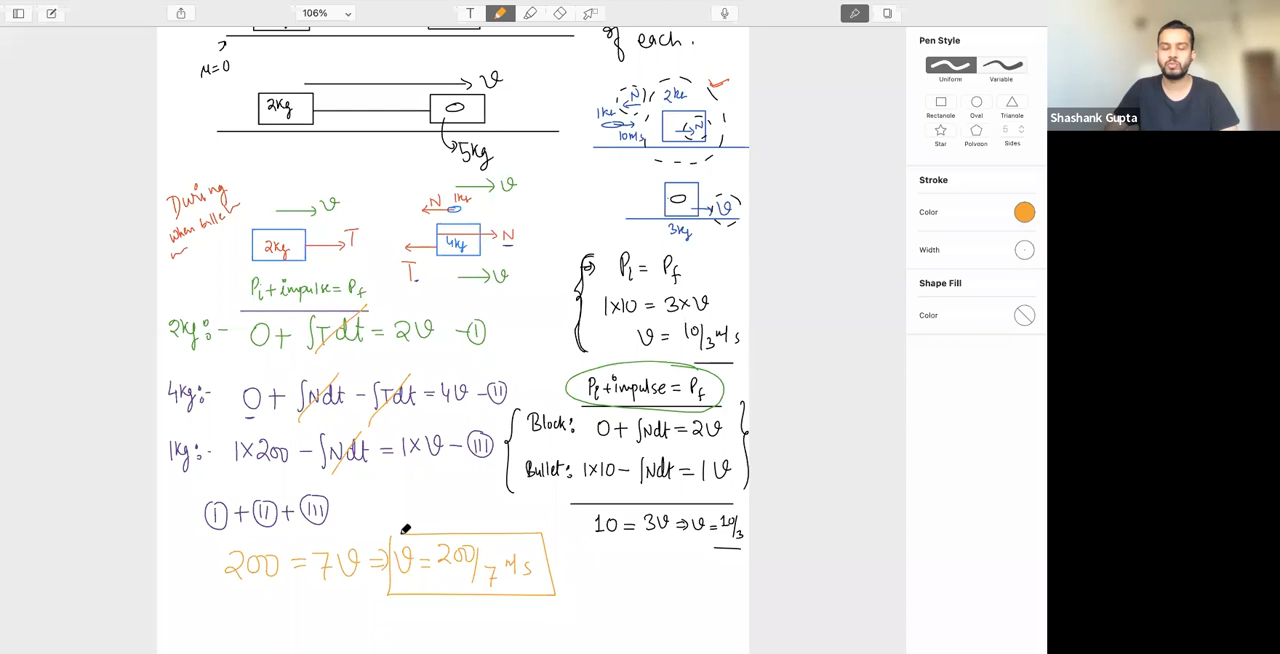 106%
T
of each.
μ=0
2kg
v
5kg
1kg
N
2kg
10m/s
N
v
3kg
During
when bullet
v
2kg
T
v
N
1kg
4kg
N
T
v
Pi + impulse = Pf
2kg:- 0 + ∫Tdt = 2v -(I)
4kg:- 0 + ∫Ndt - ∫Tdt = 4v -(II)
1kg:- 1×200 - ∫Ndt = 1×v -(III)
(I) + (II) + (III)
200 = 7v ⇒ v = 200/7 m/s
Pi = Pf
1×10 = 3×v
v = 10/3 m/s
Pi + impulse = Pf
Block: 0 + ∫Ndt = 2v
Bullet: 1×10 - ∫Ndt = 1v
10 = 3v ⇒ v = 10/3
Pen Style
Uniform
Variable
Rectangle
Oval
Triangle
Star
Polygon
5
Sides
Stroke
Color
Width
Shape Fill
Color
Shashank Gupta